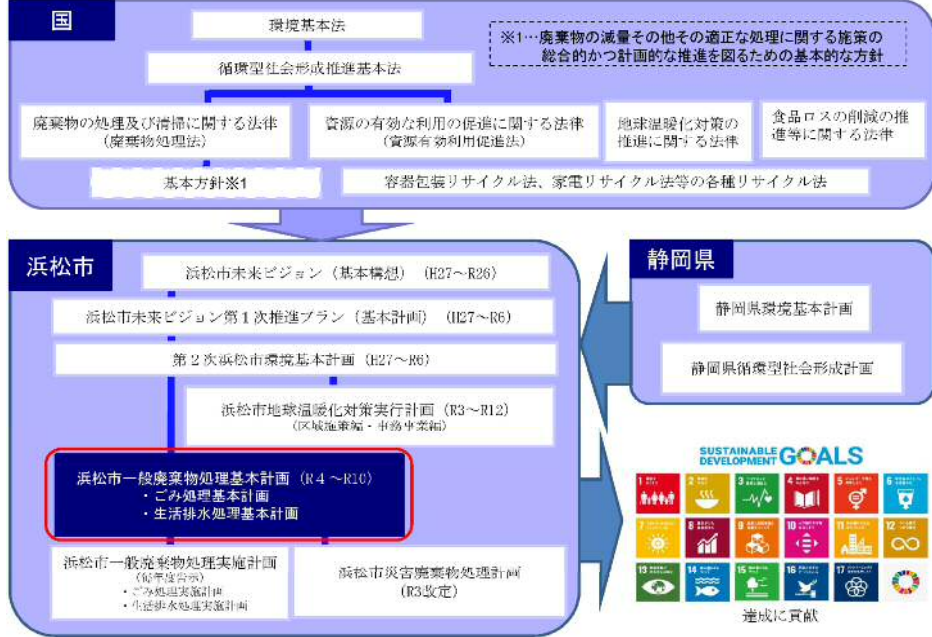 国
環境基本法
※1…廃棄物の減量その他その適正な処理に関する施策の
総合的かつ計画的な推進を図るための基本的な方針
循環型社会形成推進基本法
廃棄物の処理及び清掃に関する法律
(廃棄物処理法)
資源の有効な利用の促進に関する法律
(資源有効利用促進法)
地球温暖化対策の
推進に関する法律
食品ロスの削減の推
進等に関する法律
基本方針※1
容器包装リサイクル法、家電リサイクル法等の各種リサイクル法
浜松市
浜松市未来ビジョン(基本構想) (H27～R26)
浜松市未来ビジョン第1次推進プラン(基本計画) (H27～R6)
第2次浜松市環境基本計画(H27～R6)
浜松市地球温暖化対策実行計画(R3～R12)
(区域施策編・事務事業編)
浜松市一般廃棄物処理基本計画(R4～R10)
・ごみ処理基本計画
・生活排水処理基本計画
浜松市一般廃棄物処理実施計画
(毎年度告示)
・ごみ処理実施計画
・生活排水処理実施計画
浜松市災害廃棄物処理計画
(R3改定)
静岡県
静岡県環境基本計画
静岡県循環型社会形成計画
SUSTAINABLE
DEVELOPMENT GOALS
1 2 3 4 5 6
7 8 9 10 11 12
13 14 15 16 17
達成に貢献